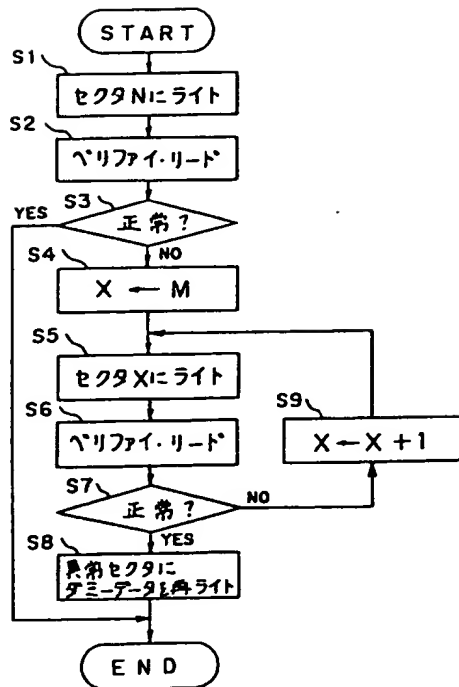 START
S1
セクタNにライト
S2
ベリファイ・リード
S3
YES
正常?
NO
S4
X ← M
S5
セクタXにライト
S6
ベリファイ・リード
S9
X←X+1
S7
正常?
NO
YES
S8
異常セクタに
ダミーデータを再ライト
END